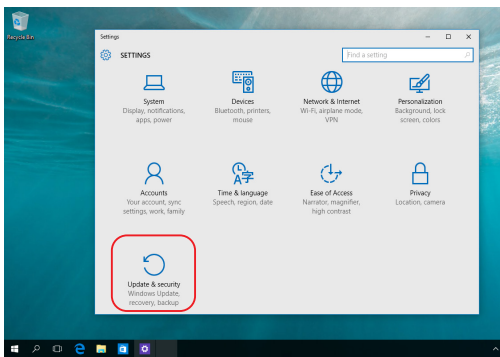 Recycle Bin
Settings
SETTINGS
Find a setting
System
Display, notifications,
apps, power
Devices
Bluetooth, printers,
mouse
Network & Internet
Wi-Fi, airplane mode,
VPN
Personalization
Background, lock
screen, colors
Accounts
Your account, sync
settings, work, family
Time & language
Speech, region, date
Ease of Access
Narrator, magnifier,
high contrast
Privacy
Location, camera
Update & security
Windows Update,
recovery, backup